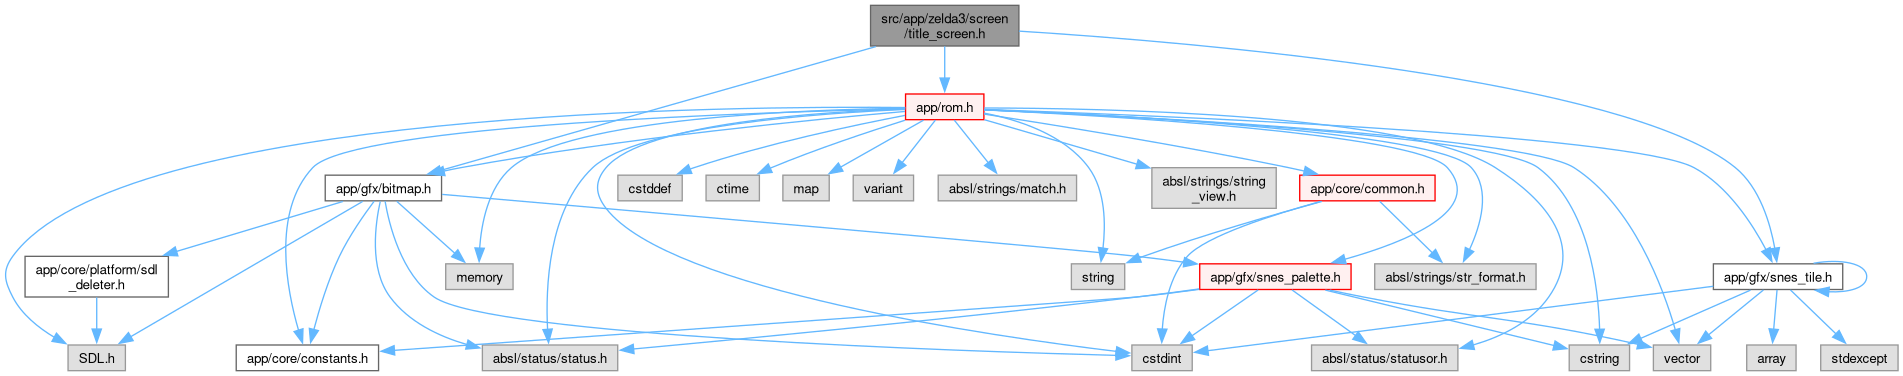 src/app/zelda3/screen
/title_screen.h
app/rom.h
app/gfx/bitmap.h
cstddef
ctime
map
variant
absl/strings/match.h
absl/strings/string
_view.h
app/core/common.h
app/core/platform/sdl
_deleter.h
memory
string
app/gfx/snes_palette.h
absl/strings/str_format.h
app/gfx/snes_tile.h
SDL.h
app/core/constants.h
absl/status/status.h
cstdint
absl/status/statusor.h
cstring
vector
array
stdexcept